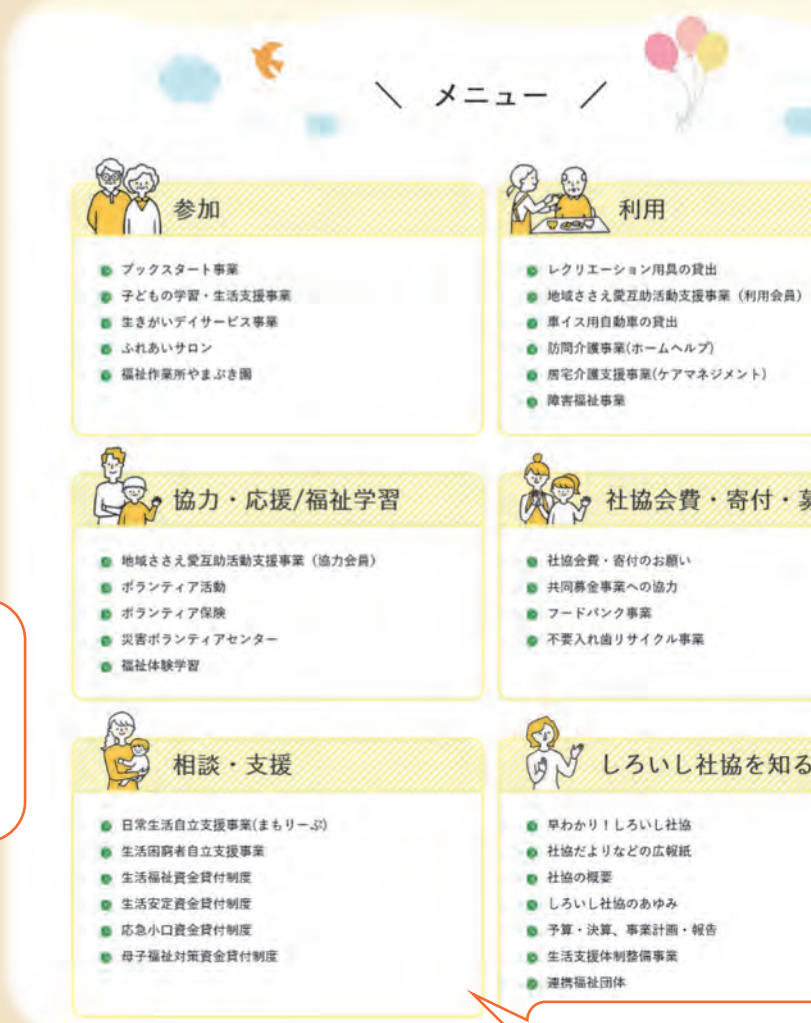 \ メニュー /
参加
ブックスタート事業
子どもの学習・生活支援事業
生きがいデイサービス事業
ふれあいサロン
福祉作業所やまぶき園
利用
レクリエーション用具の貸出
地域ささえ愛互助活動支援事業（利用会員）
車イス用自動車の貸出
訪問介護事業(ホームヘルプ)
居宅介護支援事業(ケアマネジメント)
障害福祉事業
協力・応援/福祉学習
地域ささえ愛互助活動支援事業（協力会員）
ボランティア活動
ボランティア保険
災害ボランティアセンター
福祉体験学習
社協会費・寄付・募
社協会費・寄付のお願い
共同募金事業への協力
フードバンク事業
不要入れ歯リサイクル事業
相談・支援
日常生活自立支援事業(まもりーぶ)
生活困窮者自立支援事業
生活福祉資金貸付制度
生活安定資金貸付制度
応急小口資金貸付制度
母子福祉対策資金貸付制度
しろいし社協を知る
早わかり！しろいし社協
社協だよりなどの広報紙
社協の概要
しろいし社協のあゆみ
予算・決算、事業計画・報告
生活支援体制整備事業
連携福祉団体